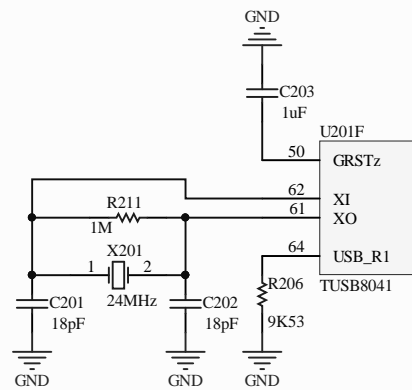 GND
C203
1uF
U201F
50
GRSTz
62
XI
R211
61
XO
1M
X201
64
USB_R1
1
2
C201
24MHz
C202
R206
TUSB8041
18pF
18pF
9K53
GND
GND
GND